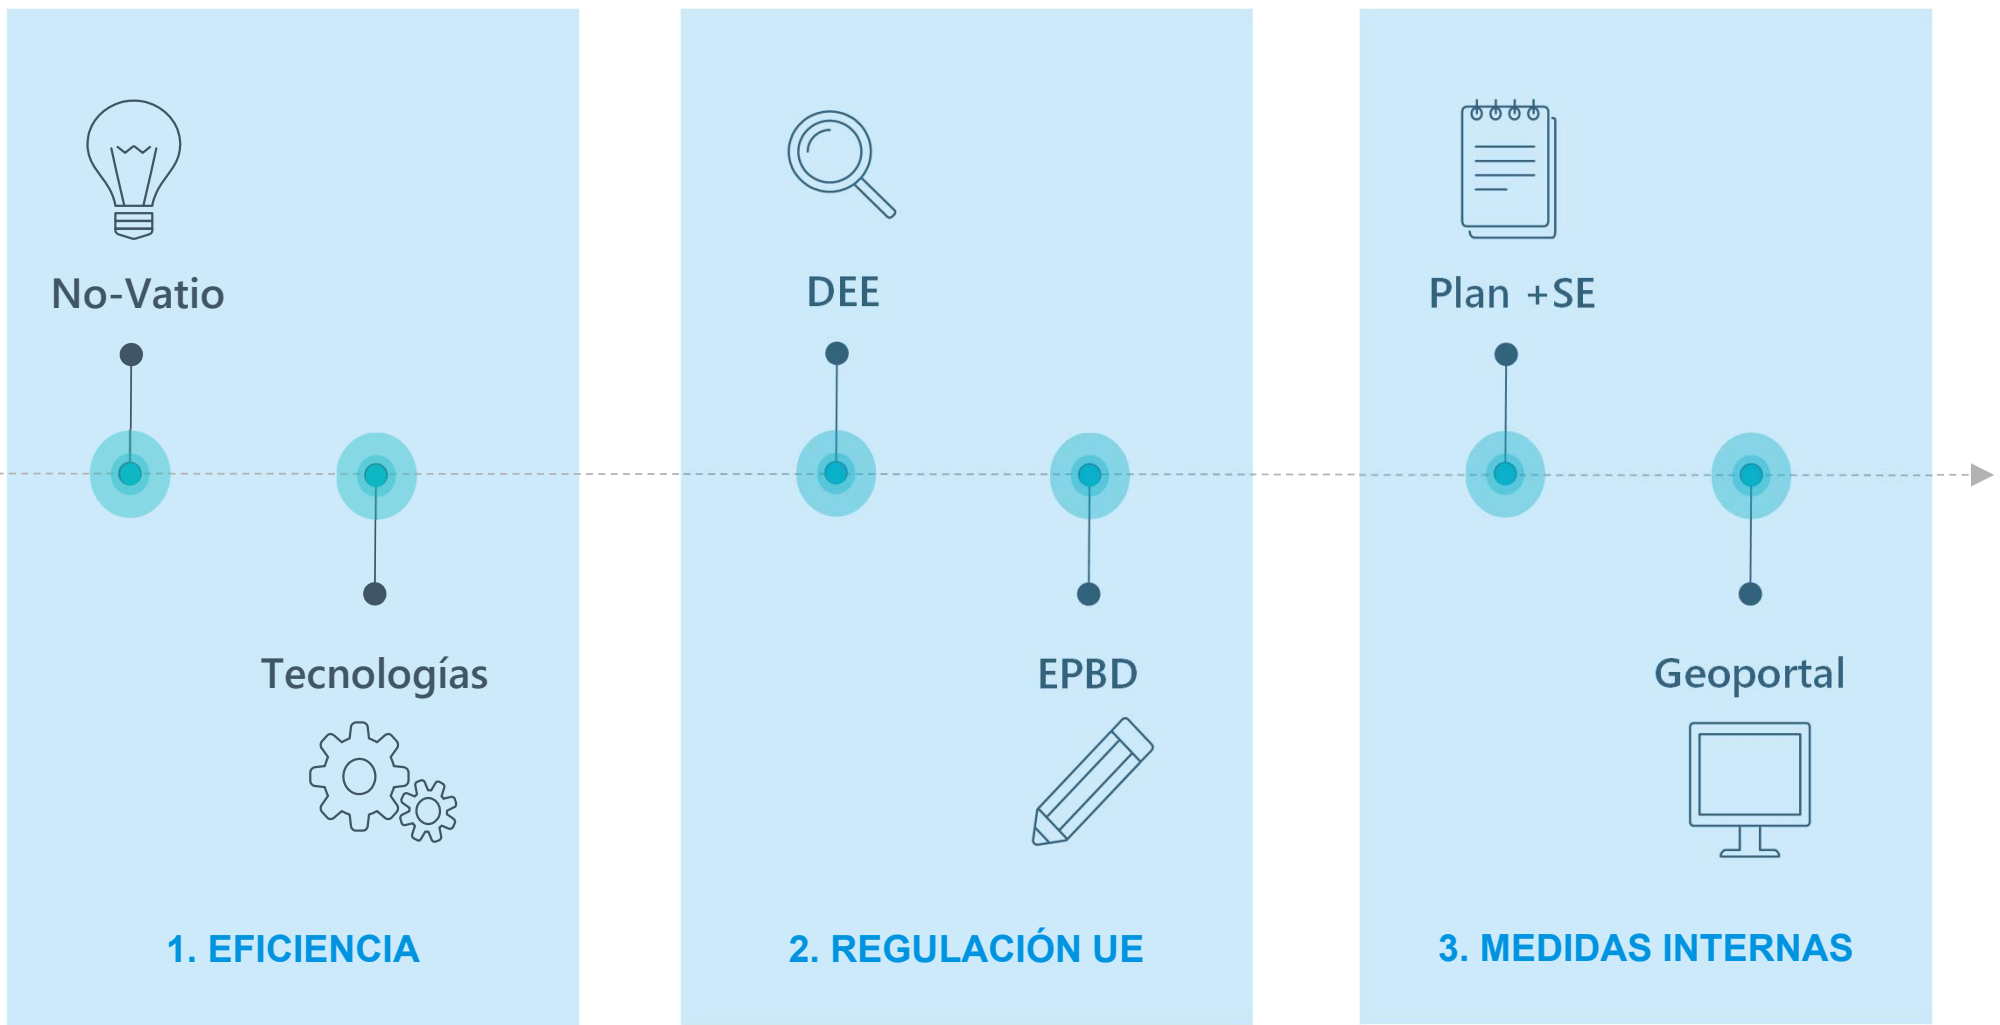 No-Vatio
Tecnologías
1. EFICIENCIA
DEE
EPBD
2. REGULACIÓN UE
Plan +SE
Geoportal
3. MEDIDAS INTERNAS